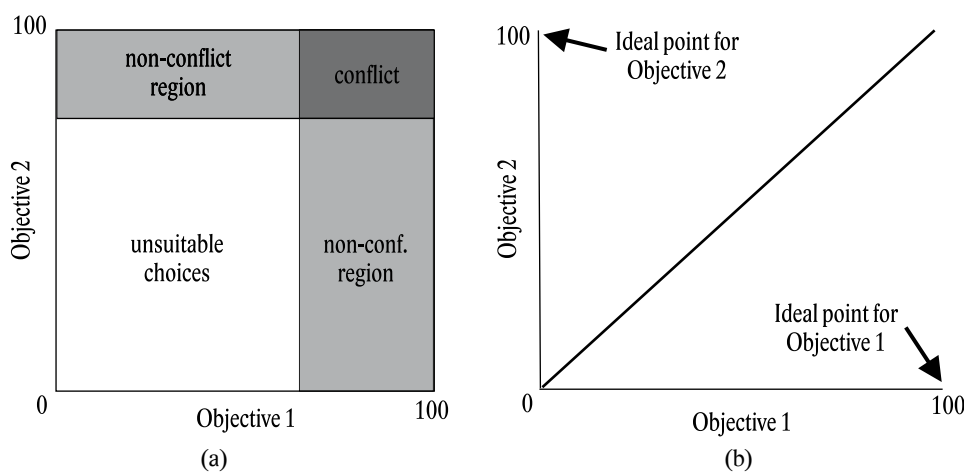 100
non-conflict
region
conflict
Objective 2
unsuitable
choices
non-conf.
region
0
Objective 1
100
(a)
100
Ideal point for
Objective 2
Objective 2
Ideal point for
Objective 1
0
Objective 1
100
(b)